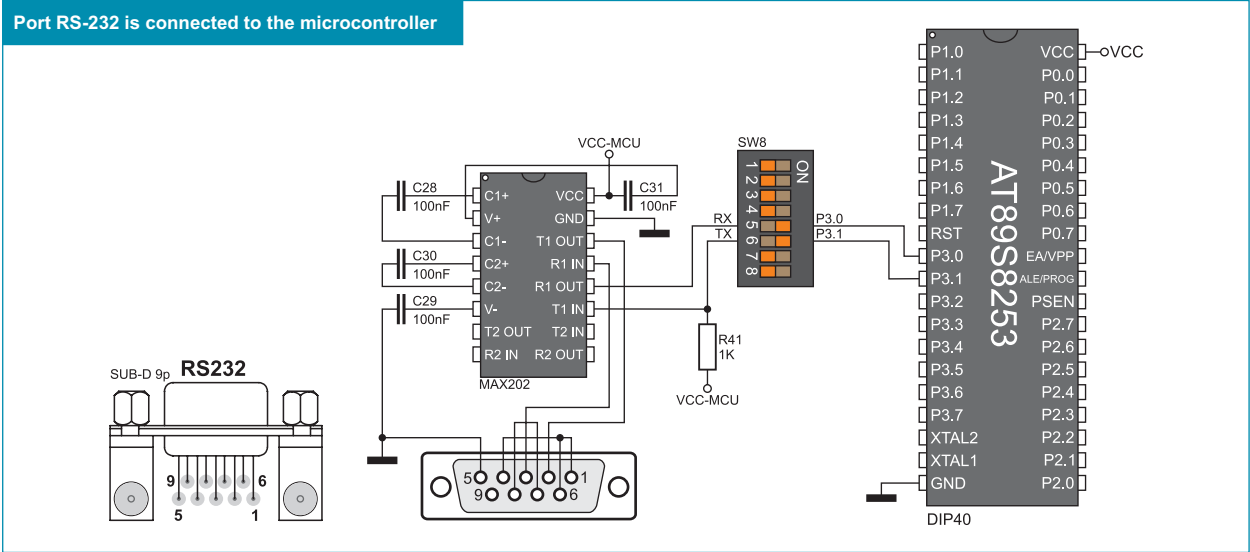 Port RS-232 is connected to the microcontroller
VCC-MCU
C28
100nF
C30
100nF
C29
100nF
C31
100nF
C1+
V+
C1-
C2+
C2-
V-
T2 OUT
R2 IN
VCC
GND
T1 OUT
R1 IN
R1 OUT
T1 IN
T2 IN
R2 OUT
MAX202
SW8
ON
1
2
3
4
5
6
7
8
RX
TX
P3.0
P3.1
R41
1K
VCC-MCU
P1.0
P1.1
P1.2
P1.3
P1.4
P1.5
P1.6
P1.7
RST
P3.0
P3.1
P3.2
P3.3
P3.4
P3.5
P3.6
P3.7
XTAL2
XTAL1
GND
AT89S8253
VCC
P0.0
P0.1
P0.2
P0.3
P0.4
P0.5
P0.6
P0.7
EA/VPP
ALE/PROG
PSEN
P2.7
P2.6
P2.5
P2.4
P2.3
P2.2
P2.1
P2.0
VCC
DIP40
SUB-D 9p
RS232
9
6
5
1
5
1
9
6